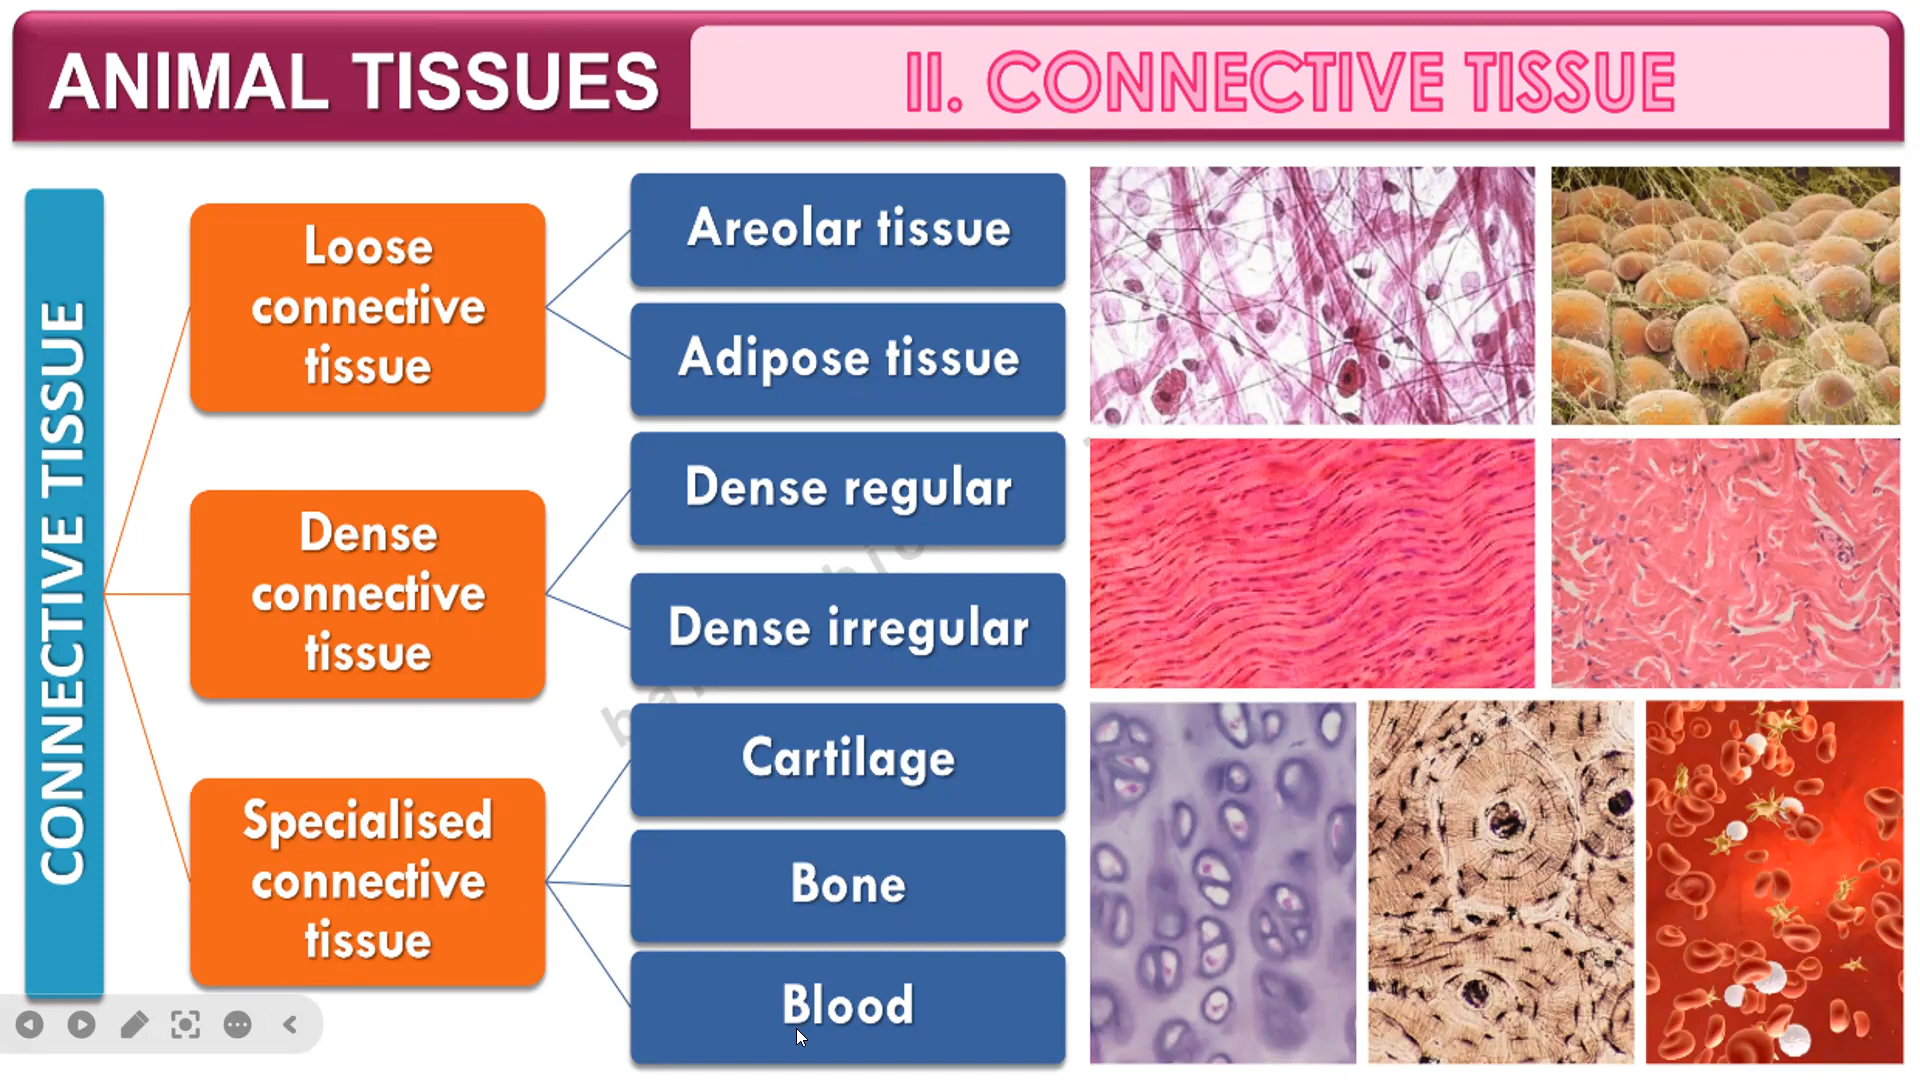 ANIMAL TISSUES
II. CONNECTIVE TISSUE
CONNECTIVE TISSUE
Loose
connective
tissue
Areolar tissue
Adipose tissue
Dense
connective
tissue
Dense regular
Dense irregular
Specialised
connective
tissue
Cartilage
Bone
Blood